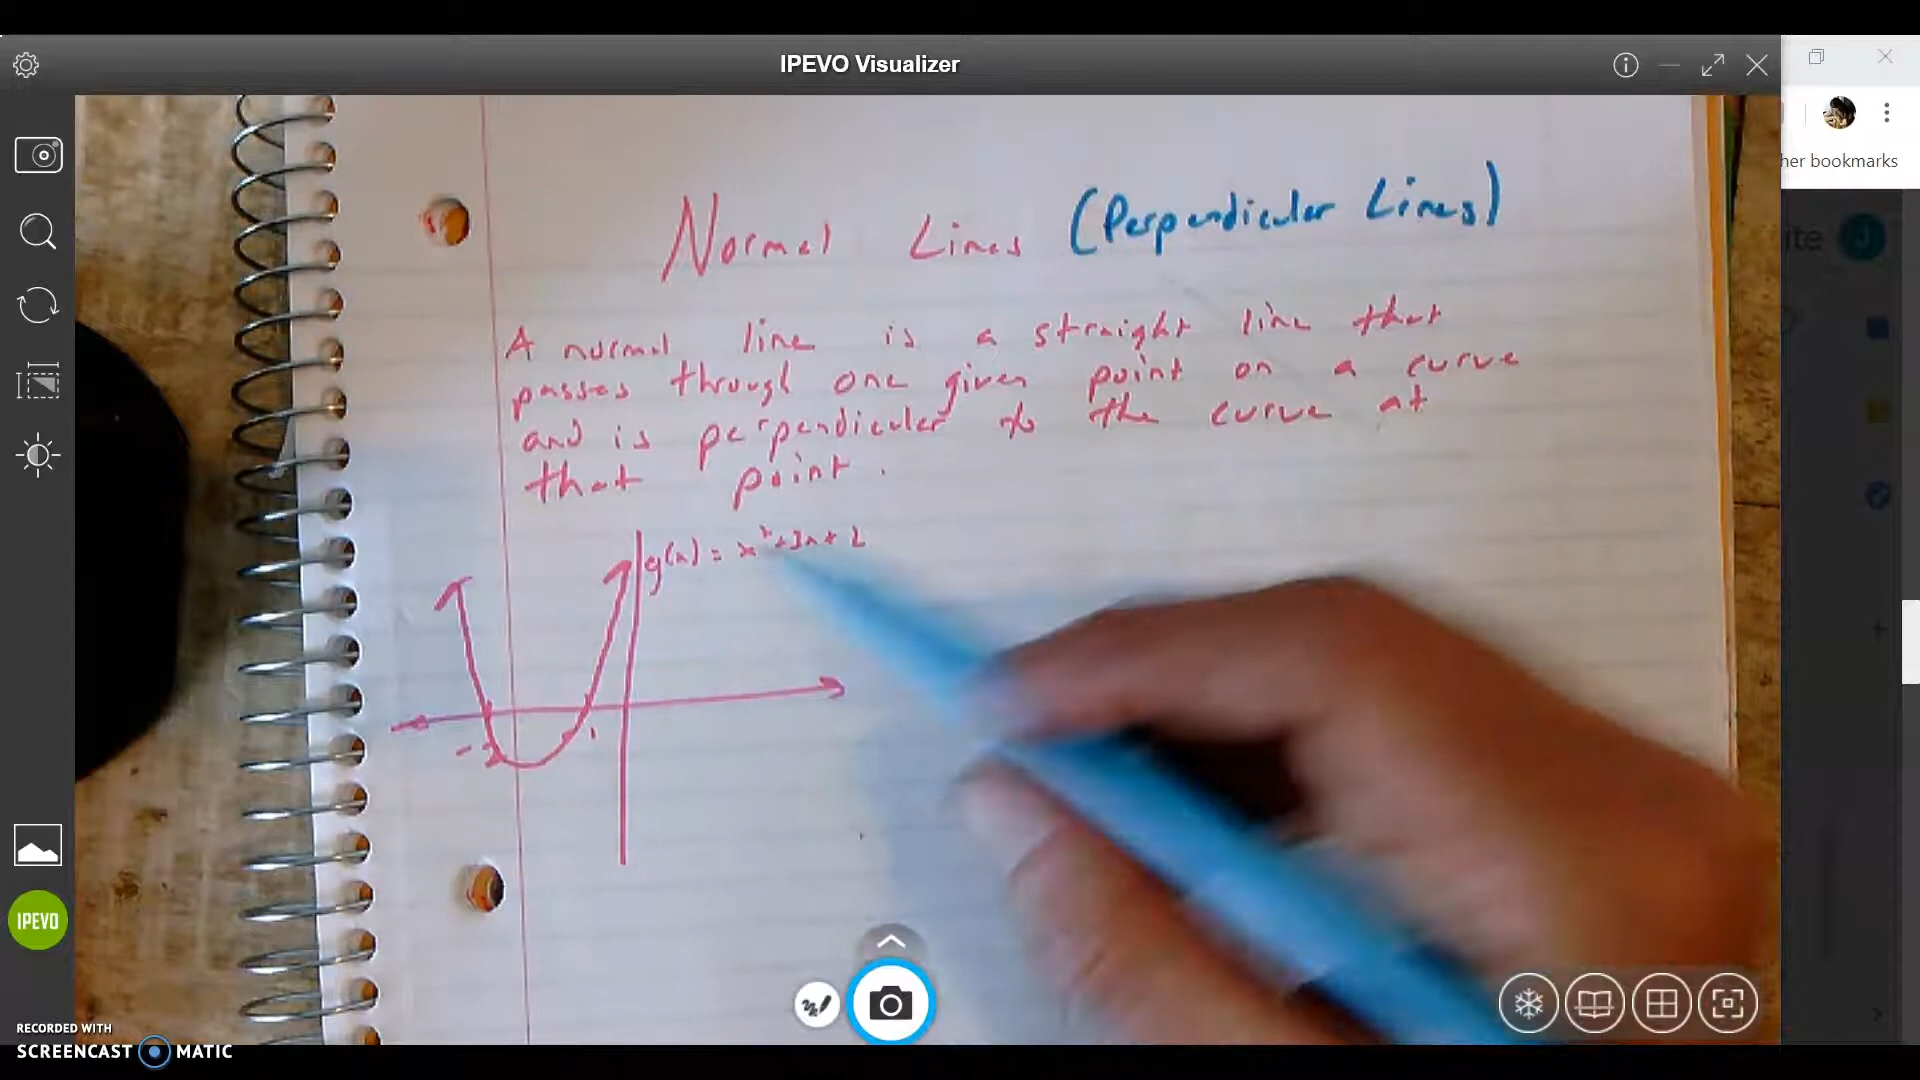 IPEVO Visualizer
her bookmarks
ite J
Normal Lines (Perpendicular Lines)
A normal line is a straight line that
passes through one given point on a curve
and is perpendicular to the curve at
that point.
g(x) = x²+3x+2
-2 -1
IPEVO
RECORDED WITH
SCREENCAST MATIC